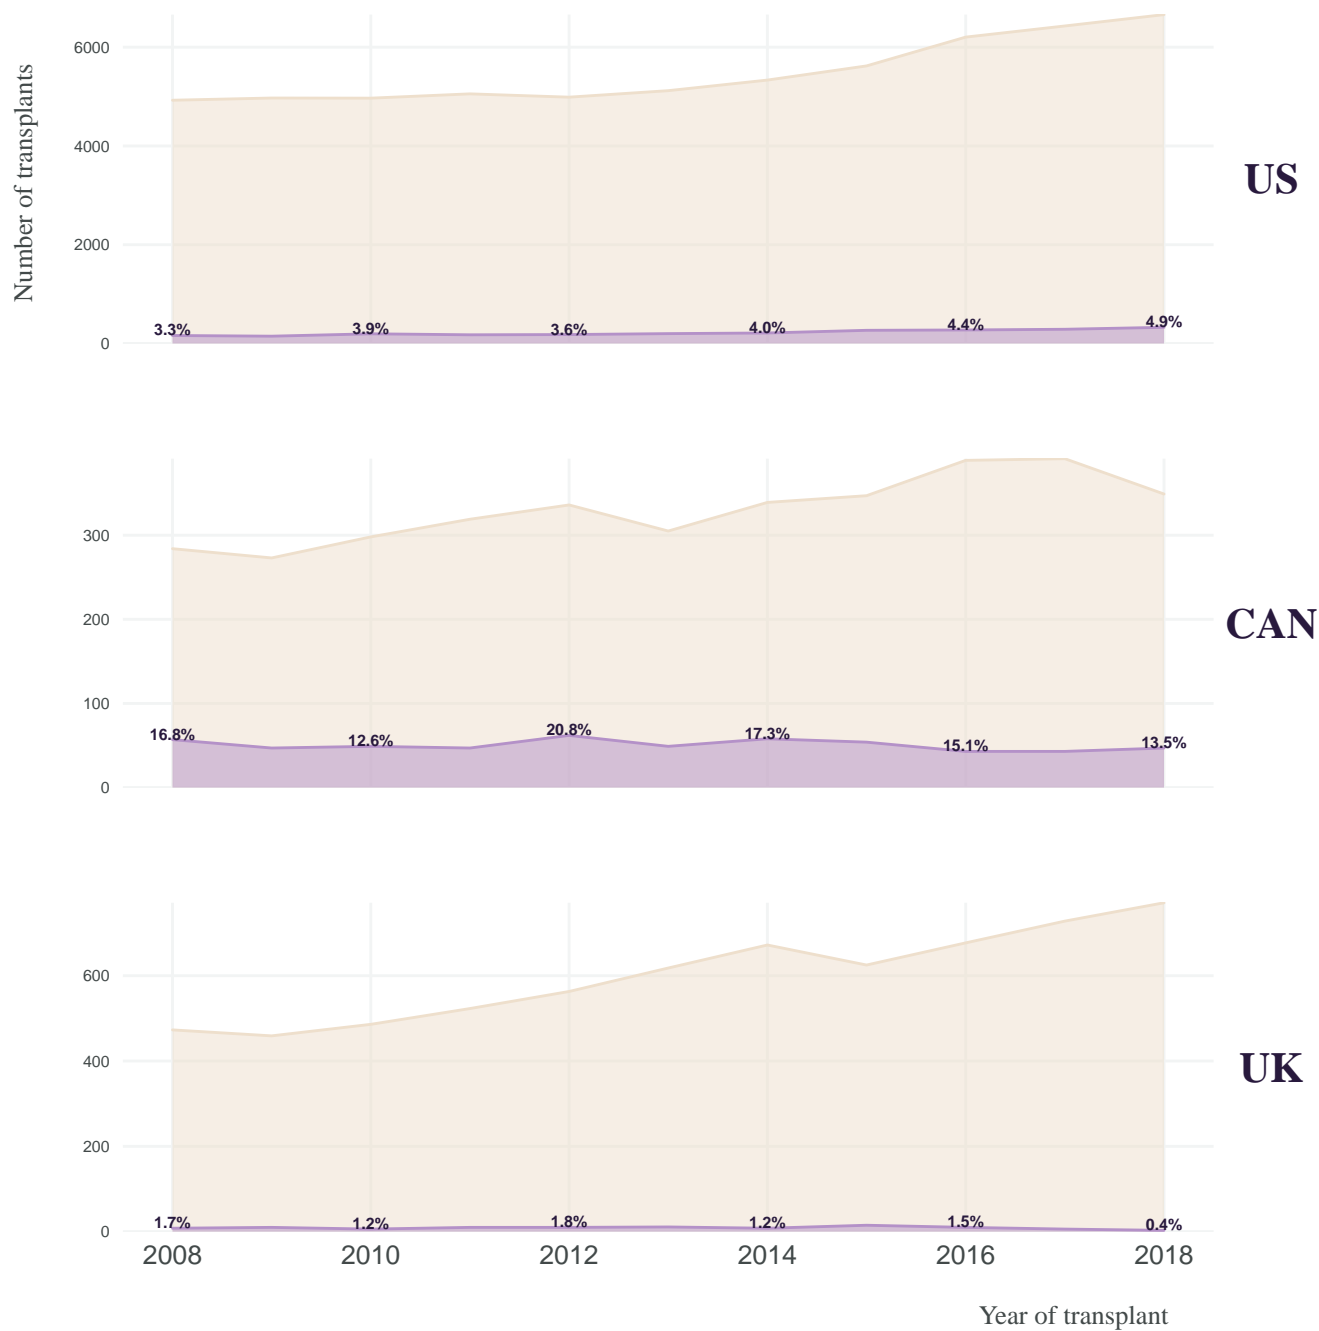 Number of transplants
6000
4000
2000
0
3.3% 3.9% 3.6% 4.0% 4.4% 4.9%
US
300
200
100
0
16.8% 12.6% 20.8% 17.3% 15.1% 13.5%
CAN
600
400
200
0
1.7% 1.2% 1.8% 1.2% 1.5% 0.4%
UK
2008 2010 2012 2014 2016 2018
Year of transplant